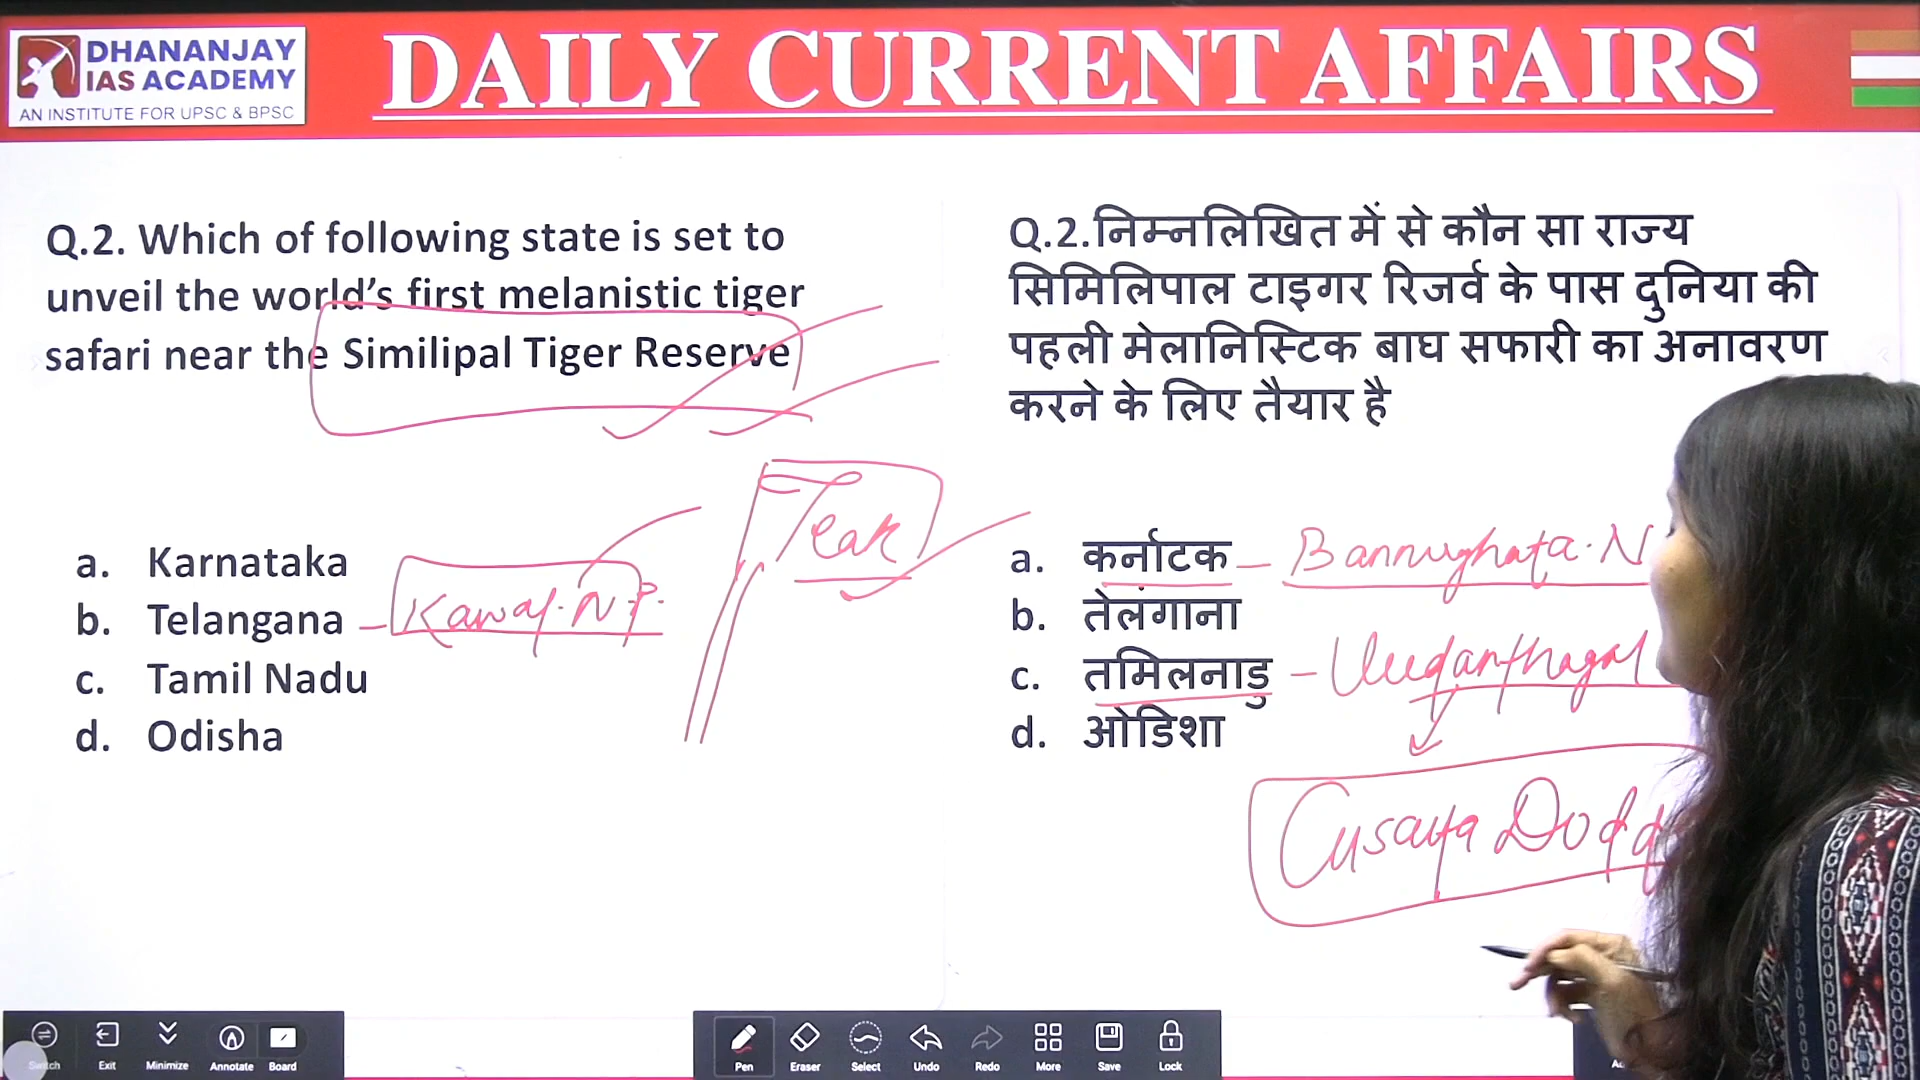 DHANANJAY
IAS ACADEMY
AN INSTITUTE FOR UPSC & BPSC
DAILY CURRENT AFFAIRS
Q.2. Which of following state is set to
unveil the world's first melanistic tiger
safari near the Similipal Tiger Reserve
Teak
a. Karnataka
b. Telangana – Kawal N.P.
c. Tamil Nadu
d. Odisha
Q.2.निम्नलिखित में से कौन सा राज्य
सिमिलिपाल टाइगर रिजर्व के पास दुनिया की
पहली मेलानिस्टिक बाघ सफारी का अनावरण
करने के लिए तैयार है
a. कर्नाटक –
b. तेलंगाना
c. तमिलनाडु –
d. ओडिशा
Switch Exit Minimize Annotate Board
Pen Eraser Select Undo Redo More Save Lock